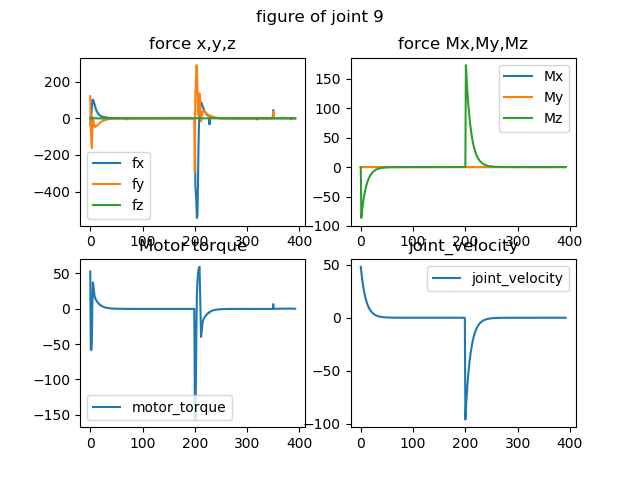 figure of joint 9
force x,y,z
200
0
−200
−400
fx
fy
fz
0 100 200 300 400
force Mx,My,Mz
150
100
50
0
−50
−100
Mx
My
Mz
0 100 200 300 400
Motor torque
50
0
−50
−100
−150
motor_torque
0 100 200 300 400
joint_velocity
50
0
−50
−100
joint_velocity
0 100 200 300 400